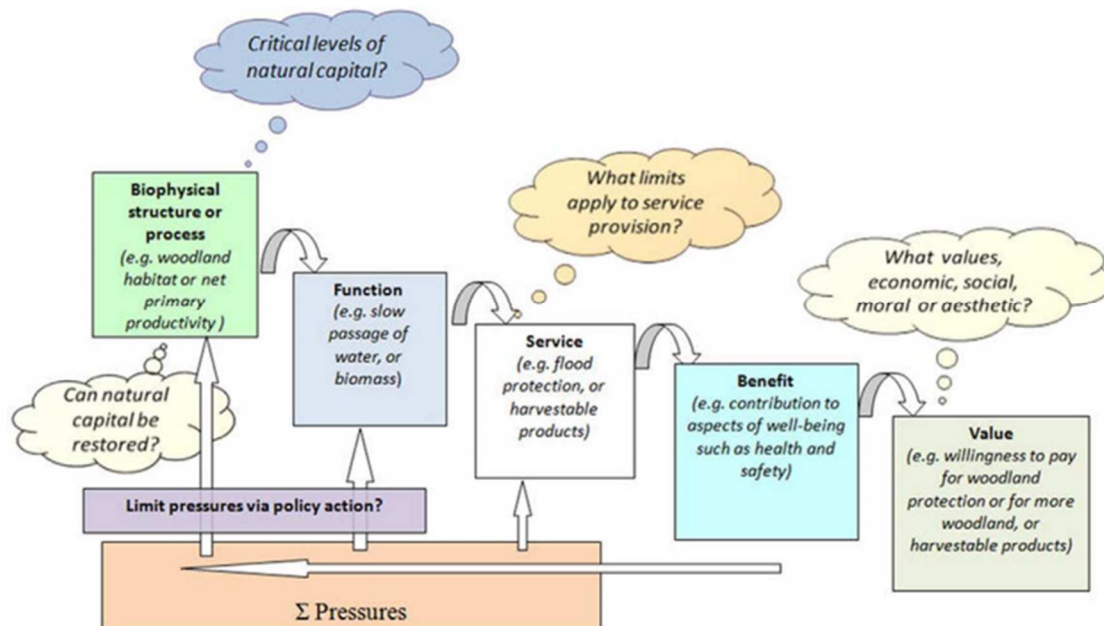 Critical levels of
natural capital?
Biophysical
structure or
process
(e.g. woodland
habitat or net
primary
productivity )
What limits
apply to service
provision?
What values,
economic, social,
moral or aesthetic?
Function
(e.g. slow
passage of
water, or
biomass)
Service
(e.g. flood
protection, or
harvestable
products)
Benefit
(e.g. contribution to
aspects of well-being
such as health and
safety)
Value
(e.g. willingness to pay
for woodland
protection or for more
woodland, or
harvestable products)
Can natural
capital be
restored?
Limit pressures via policy action?
Σ Pressures